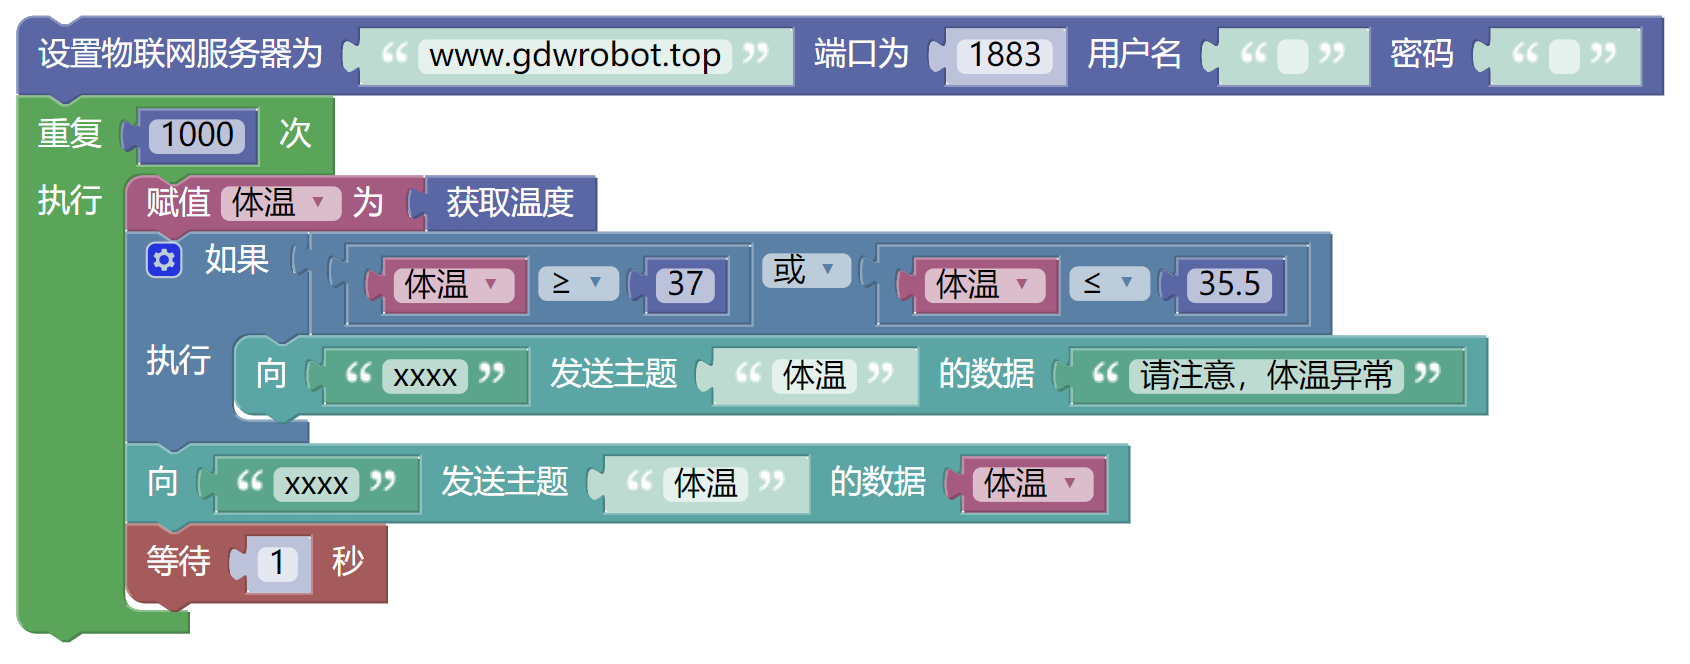 设置物联网服务器为 “ www.gdwrobot.top ” 端口为 1883 用户名 “ ” 密码 “ ”
重复 1000 次
执行 赋值 体温 为 获取温度
如果 体温 ≥ 37 或 体温 ≤ 35.5
执行 向 “ xxxx ” 发送主题 “ 体温 ” 的数据 “ 请注意，体温异常 ”
向 “ xxxx ” 发送主题 “ 体温 ” 的数据 体温
等待 1 秒